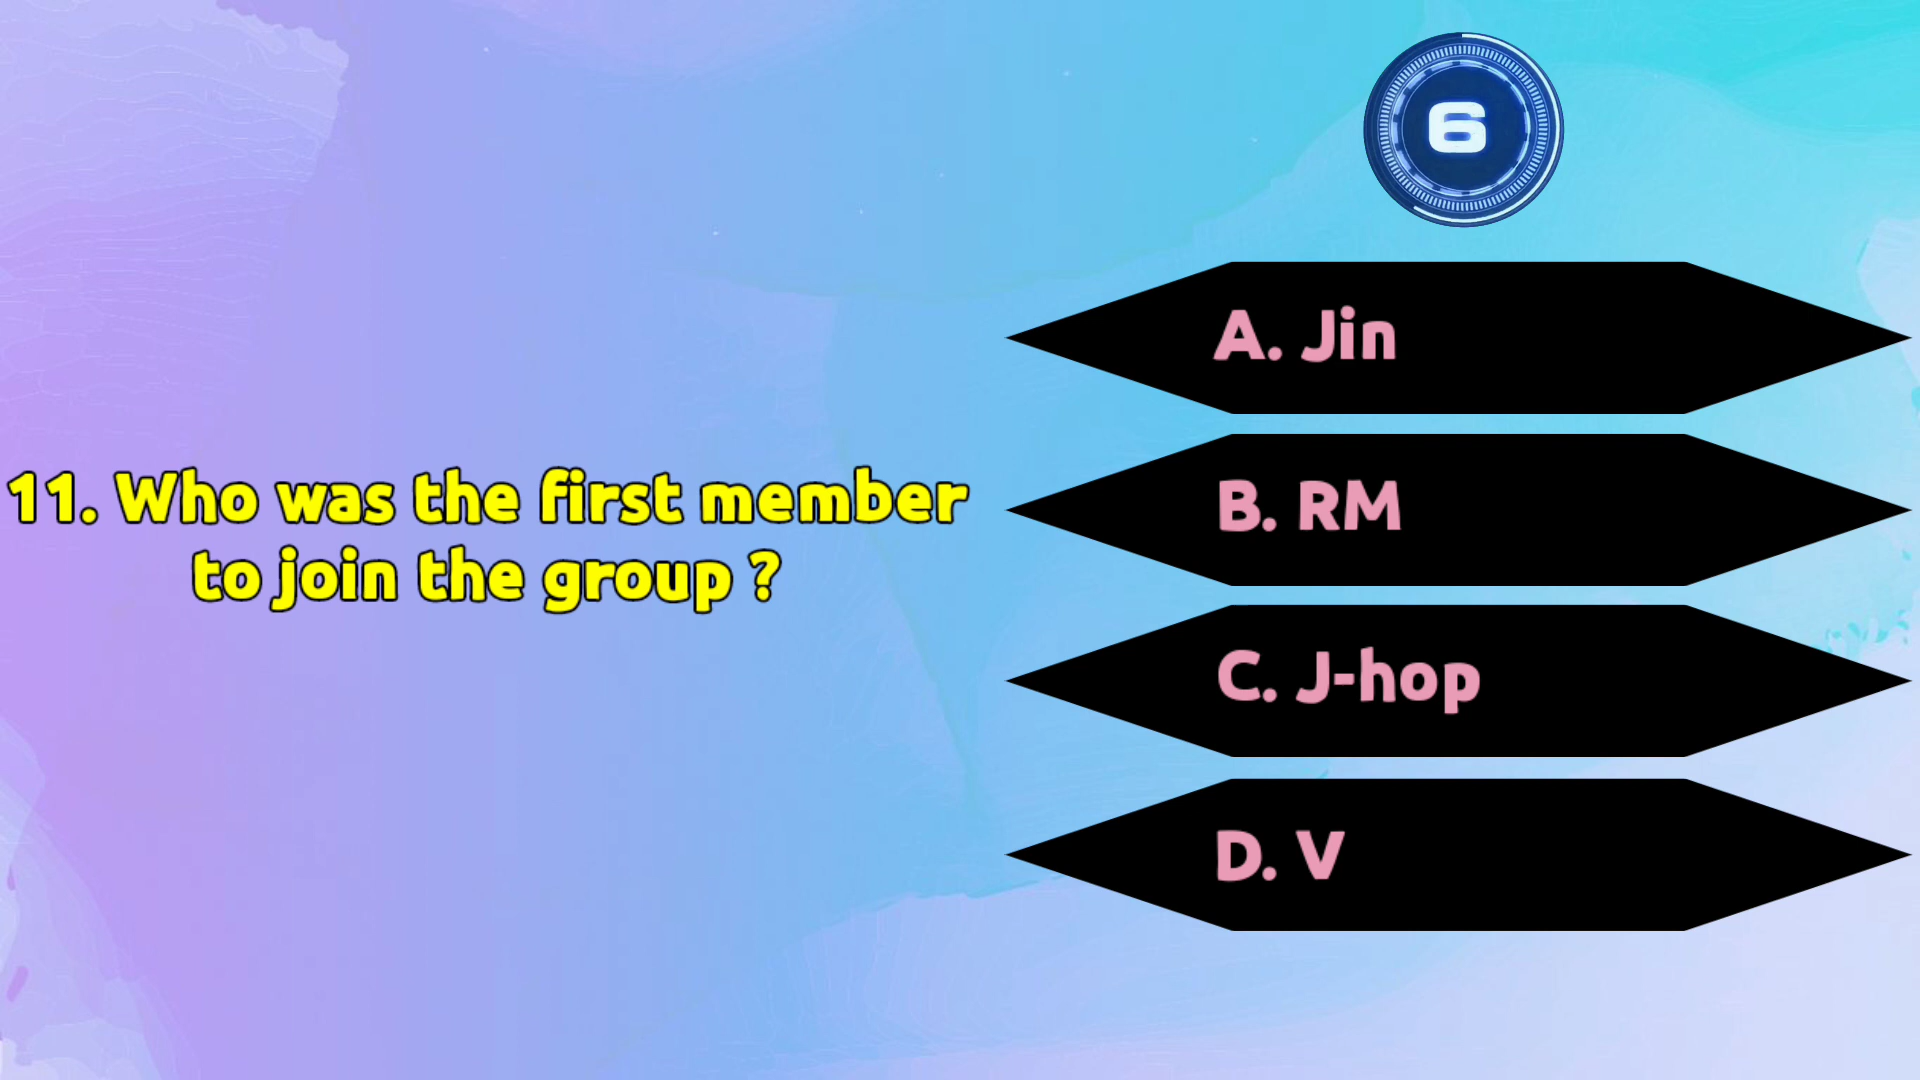 6
11. Who was the first member
to join the group ?
A. Jin
B. RM
C. J-hop
D. V